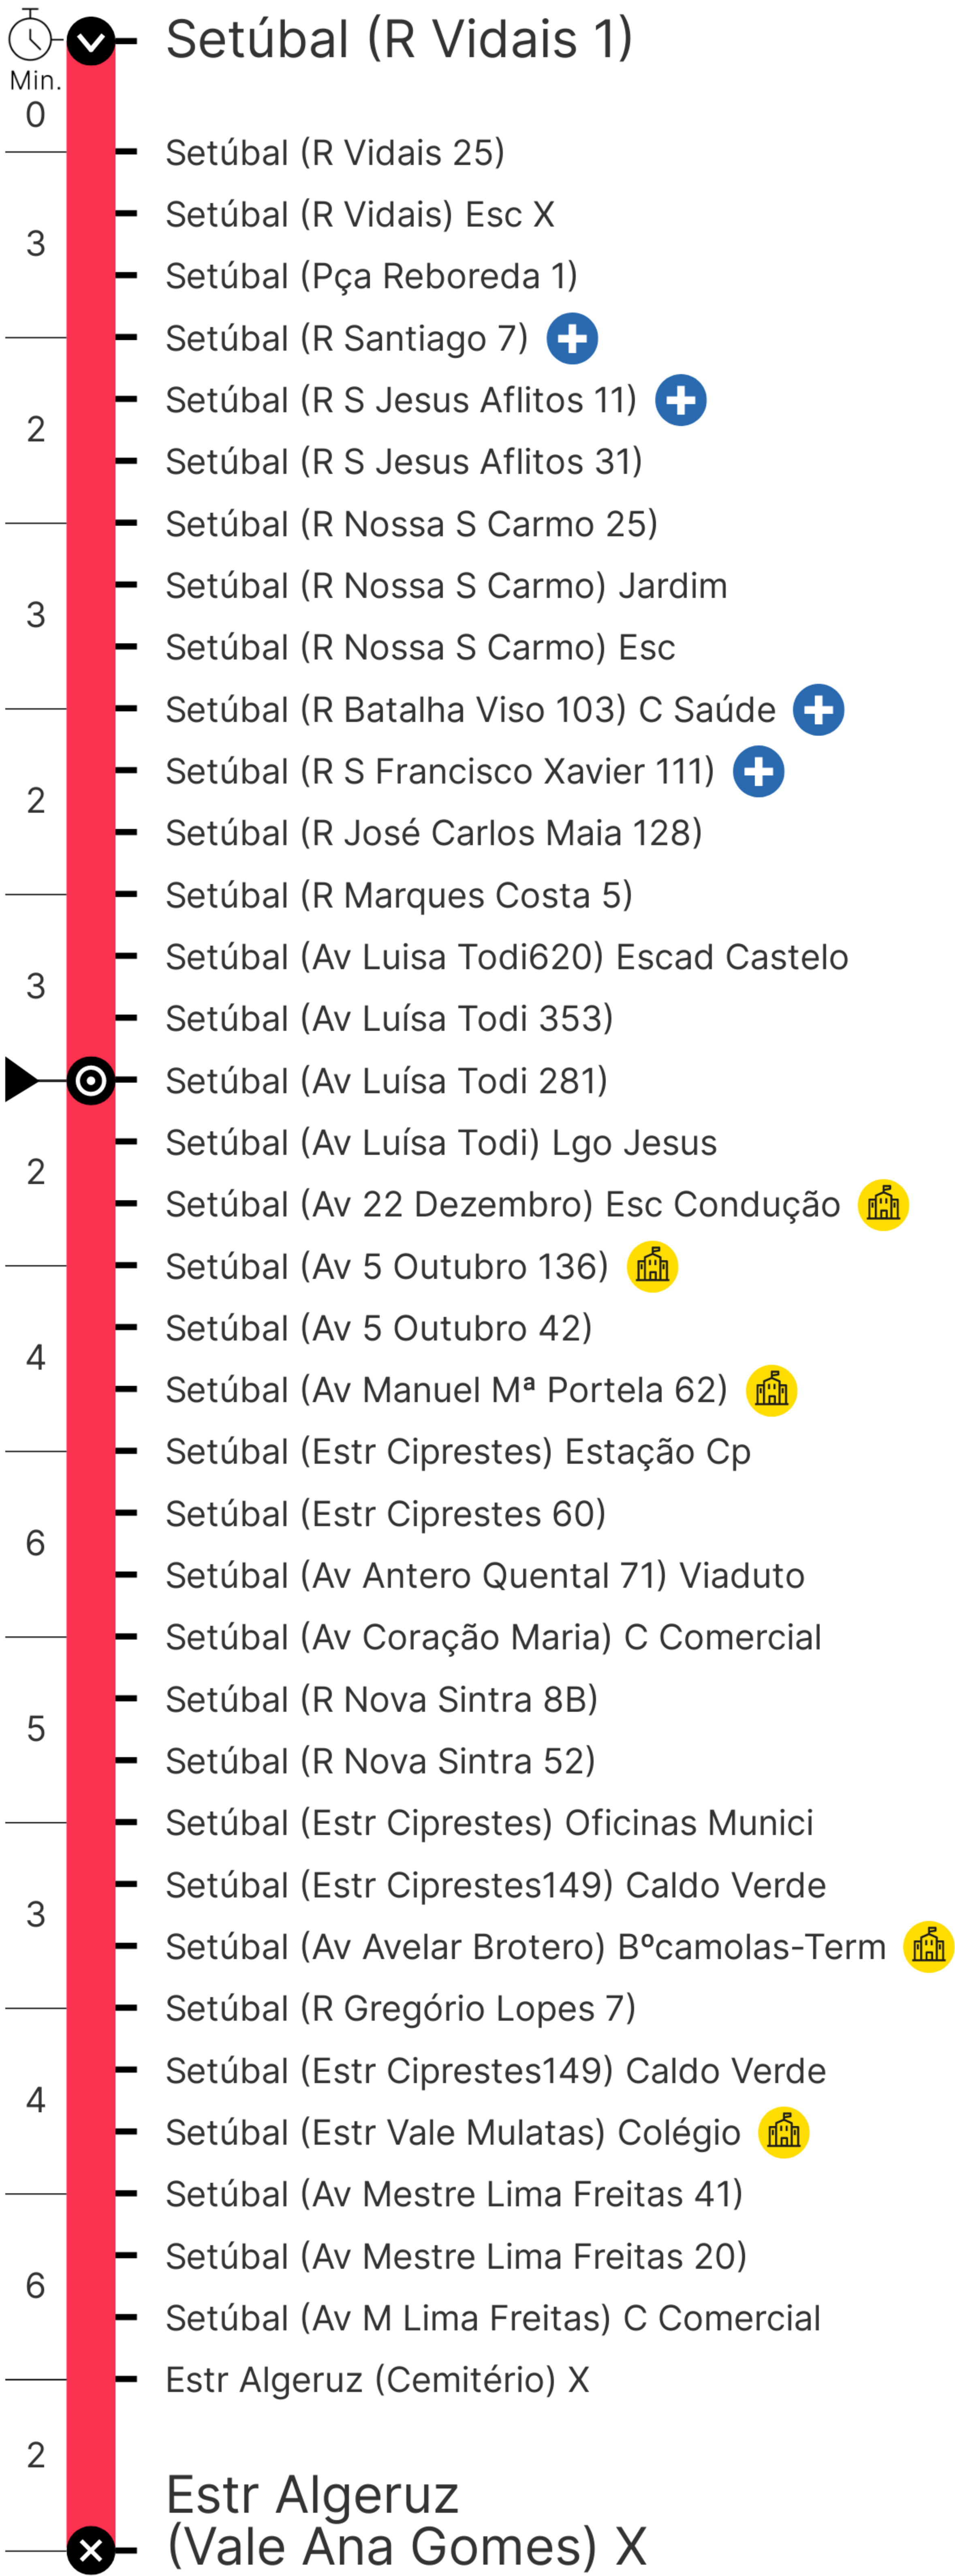 Setúbal (R Vidais 1)
Min.
0
Setúbal (R Vidais 25)
Setúbal (R Vidais) Esc X
3
Setúbal (Pça Reboreda 1)
Setúbal (R Santiago 7)
Setúbal (R S Jesus Aflitos 11)
2
Setúbal (R S Jesus Aflitos 31)
Setúbal (R Nossa S Carmo 25)
Setúbal (R Nossa S Carmo) Jardim
3
Setúbal (R Nossa S Carmo) Esc
Setúbal (R Batalha Viso 103) C Saúde
Setúbal (R S Francisco Xavier 111)
2
Setúbal (R José Carlos Maia 128)
Setúbal (R Marques Costa 5)
Setúbal (Av Luisa Todi620) Escad Castelo
3
Setúbal (Av Luísa Todi 353)
Setúbal (Av Luísa Todi 281)
Setúbal (Av Luísa Todi) Lgo Jesus
2
Setúbal (Av 22 Dezembro) Esc Condução
Setúbal (Av 5 Outubro 136)
Setúbal (Av 5 Outubro 42)
4
Setúbal (Av Manuel Mª Portela 62)
Setúbal (Estr Ciprestes) Estação Cp
Setúbal (Estr Ciprestes 60)
6
Setúbal (Av Antero Quental 71) Viaduto
Setúbal (Av Coração Maria) C Comercial
Setúbal (R Nova Sintra 8B)
5
Setúbal (R Nova Sintra 52)
Setúbal (Estr Ciprestes) Oficinas Munici
Setúbal (Estr Ciprestes149) Caldo Verde
3
Setúbal (Av Avelar Brotero) Bºcamolas-Term
Setúbal (R Gregório Lopes 7)
Setúbal (Estr Ciprestes149) Caldo Verde
4
Setúbal (Estr Vale Mulatas) Colégio
Setúbal (Av Mestre Lima Freitas 41)
Setúbal (Av Mestre Lima Freitas 20)
6
Setúbal (Av M Lima Freitas) C Comercial
Estr Algeruz (Cemitério) X
2
Estr Algeruz
(Vale Ana Gomes) X